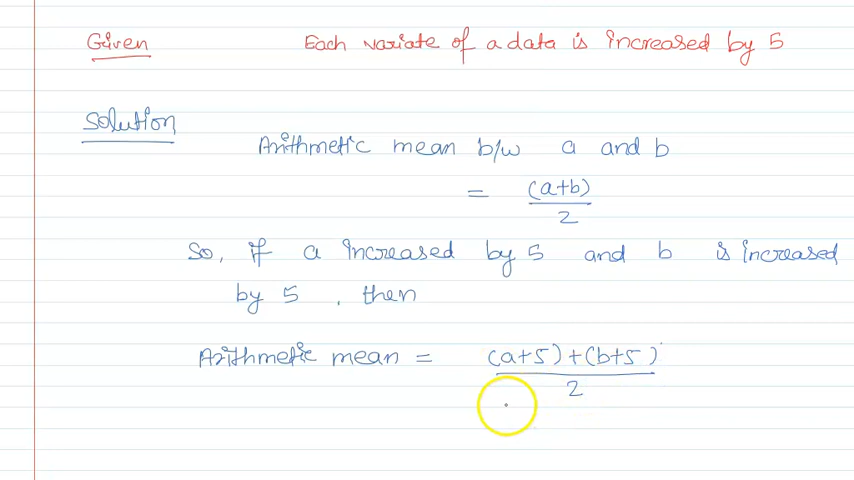 Given Each variate of a data is increased by 5
Solution
Arithmetic mean b/w a and b
= (a+b)
2
So, if a increased by 5 and b is increased
by 5, then
Arithmetic mean = (a+5)+(b+5)
2